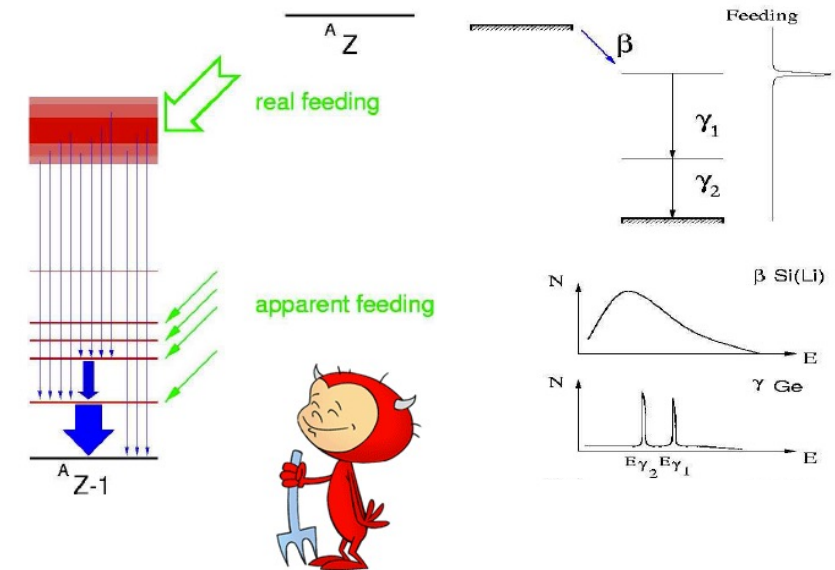 A Z
real feeding
apparent feeding
A Z-1
Feeding
β
γ1
γ2
β Si(Li)
N
E
γ Ge
N
Eγ2 Eγ1
E